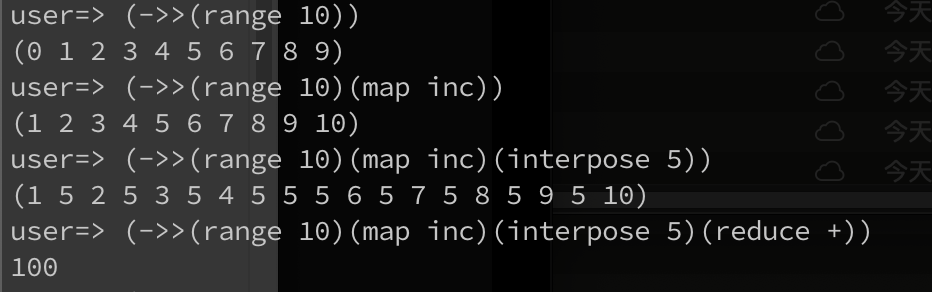 user=> (->>(range 10))
(0 1 2 3 4 5 6 7 8 9)
user=> (->>(range 10)(map inc))
(1 2 3 4 5 6 7 8 9 10)
user=> (->>(range 10)(map inc)(interpose 5))
(1 5 2 5 3 5 4 5 5 5 6 5 7 5 8 5 9 5 10)
user=> (->>(range 10)(map inc)(interpose 5)(reduce +))
100
今天
今天
今天
今天
今天